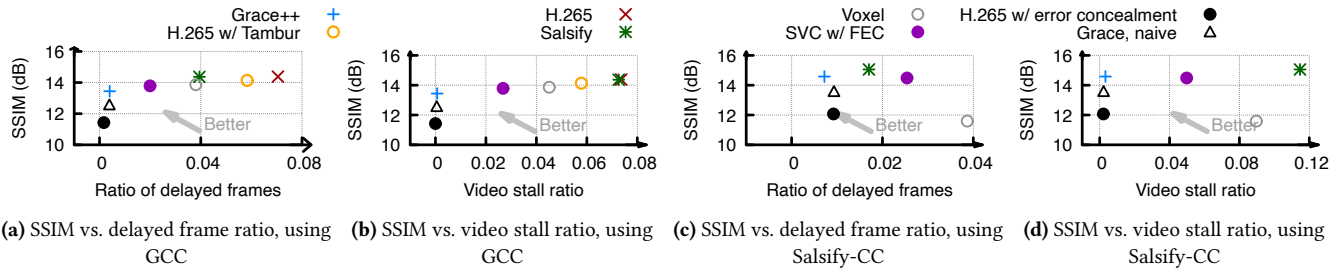 Grace++ H.265 Voxel H.265 w/ error concealment
H.265 w/ Tambur Salsify SVC w/ FEC Grace, naive
SSIM (dB)
16
14
12
10
Better
0 0.04 0.08
Ratio of delayed frames
(a) SSIM vs. delayed frame ratio, using
GCC
SSIM (dB)
16
14
12
10
Better
0 0.02 0.04 0.06 0.08
Video stall ratio
(b) SSIM vs. video stall ratio, using
GCC
SSIM (dB)
16
14
12
10
Better
0 0.02 0.04
Ratio of delayed frames
(c) SSIM vs. delayed frame ratio, using
Salsify-CC
SSIM (dB)
16
14
12
10
Better
0 0.04 0.08 0.12
Video stall ratio
(d) SSIM vs. video stall ratio, using
Salsify-CC